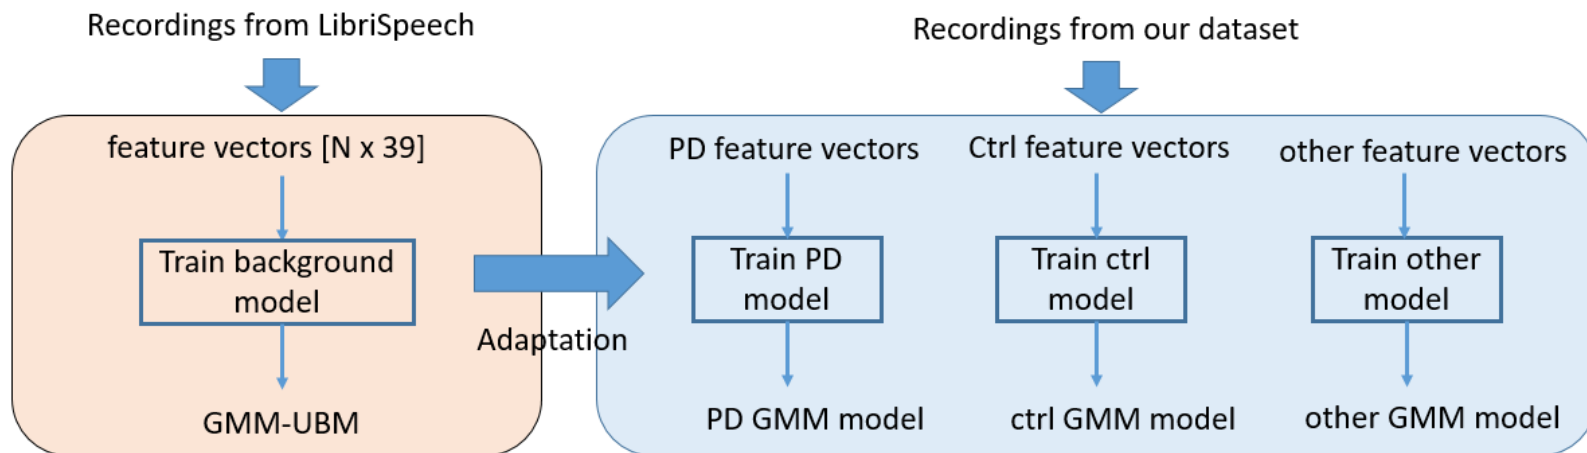 Recordings from LibriSpeech
feature vectors [N x 39]
Train background
model
GMM-UBM
Adaptation
Recordings from our dataset
PD feature vectors
Train PD
model
PD GMM model
Ctrl feature vectors
Train ctrl
model
ctrl GMM model
other feature vectors
Train other
model
other GMM model